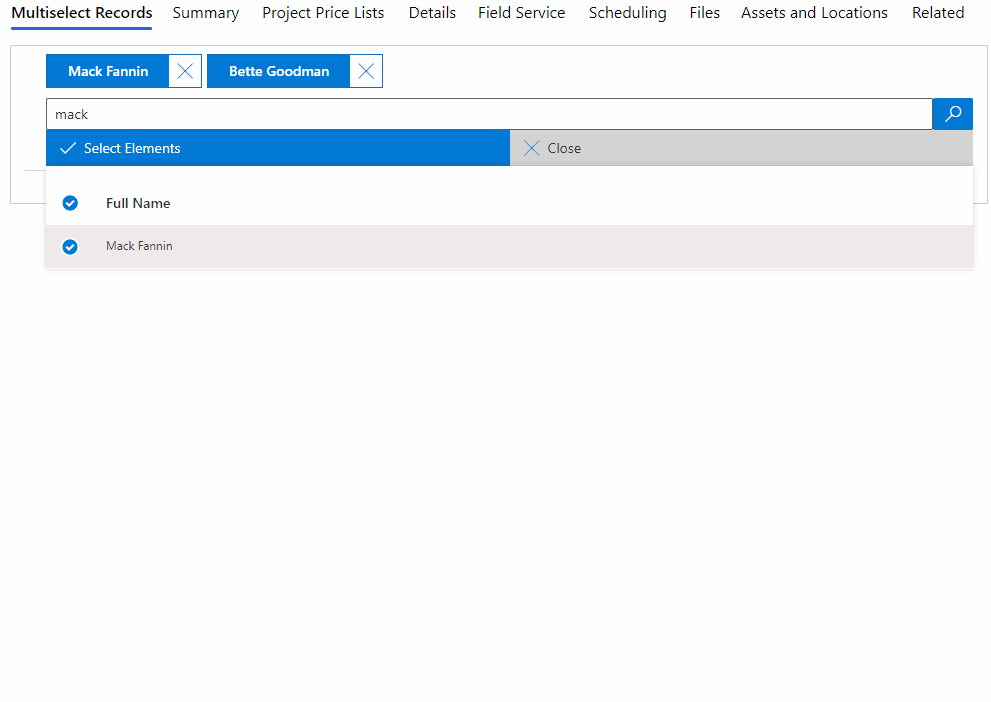 Multiselect Records Summary Project Price Lists Details Field Service Scheduling Files Assets and Locations Related
Mack Fannin Bette Goodman
mack
Select Elements Close
Full Name
Mack Fannin